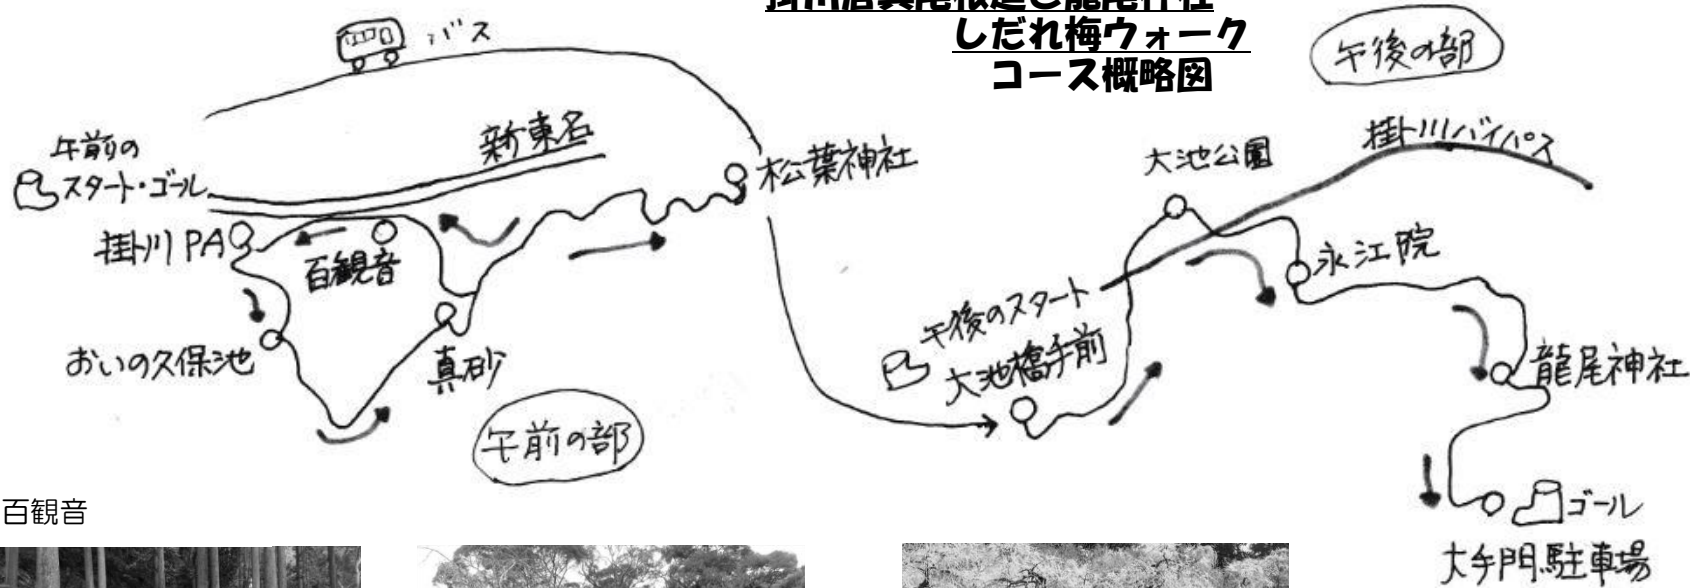 しだれ梅ウォーク
コース概略図
午後の部
バス
新東名
午前の
スタート・ゴール
松葉神社
掛川PA
百観音
おいの久保池
真砂
午前の部
大池公園
掛川バイパス
永江院
午後のスタート
大池橋手前
龍尾神社
ゴール
大手門駐車場
百観音